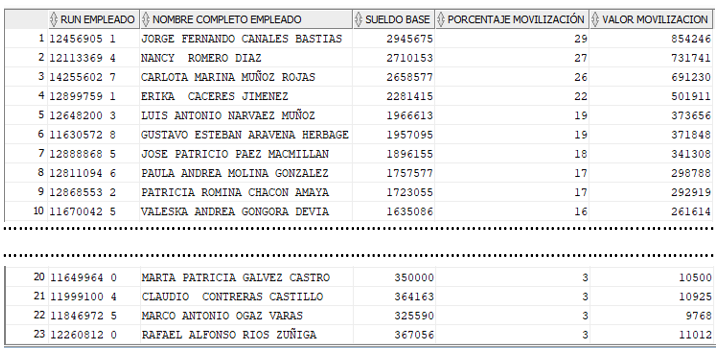 RUN EMPLEADO NOMBRE COMPLETO EMPLEADO SUELDO BASE PORCENTAJE MOVILIZACIÓN VALOR MOVILIZACION
1 12456905 1 JORGE FERNANDO CANALES BASTIAS 2945675 29 854246
2 12113369 4 NANCY  ROMERO DIAZ 2710153 27 731741
3 14255602 7 CARLOTA MARINA MUÑOZ ROJAS 2658577 26 691230
4 12899759 1 ERIKA  CACERES JIMENEZ 2281415 22 501911
5 12648200 3 LUIS ANTONIO NARVAEZ MUÑOZ 1966613 19 373656
6 11630572 8 GUSTAVO ESTEBAN ARAVENA HERBAGE 1957095 19 371848
7 12888868 5 JOSE PATRICIO PAEZ MACMILLAN 1896155 18 341308
8 12811094 6 PAULA ANDREA MOLINA GONZALEZ 1757577 17 298788
9 12868553 2 PATRICIA ROMINA CHACON AMAYA 1723055 17 292919
10 11670042 5 VALESKA ANDREA GONGORA DEVIA 1635086 16 261614
20 11649964 0 MARTA PATRICIA GALVEZ CASTRO 350000 3 10500
21 11999100 4 CLAUDIO  CONTRERAS CASTILLO 364163 3 10925
22 11846972 5 MARCO ANTONIO OGAZ VARAS 325590 3 9768
23 12260812 0 RAFAEL ALFONSO RIOS ZUÑIGA 367056 3 11012